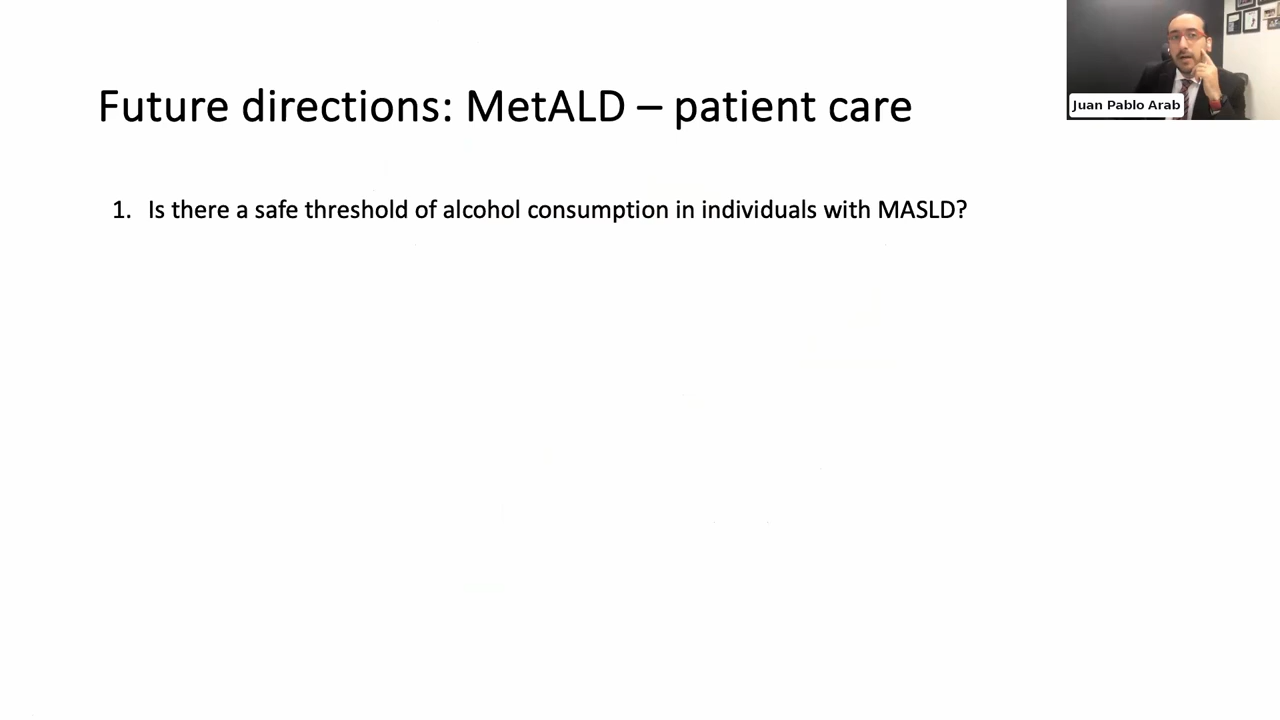 Future directions: MetALD – patient care
Juan Pablo Arab
1. Is there a safe threshold of alcohol consumption in individuals with MASLD?